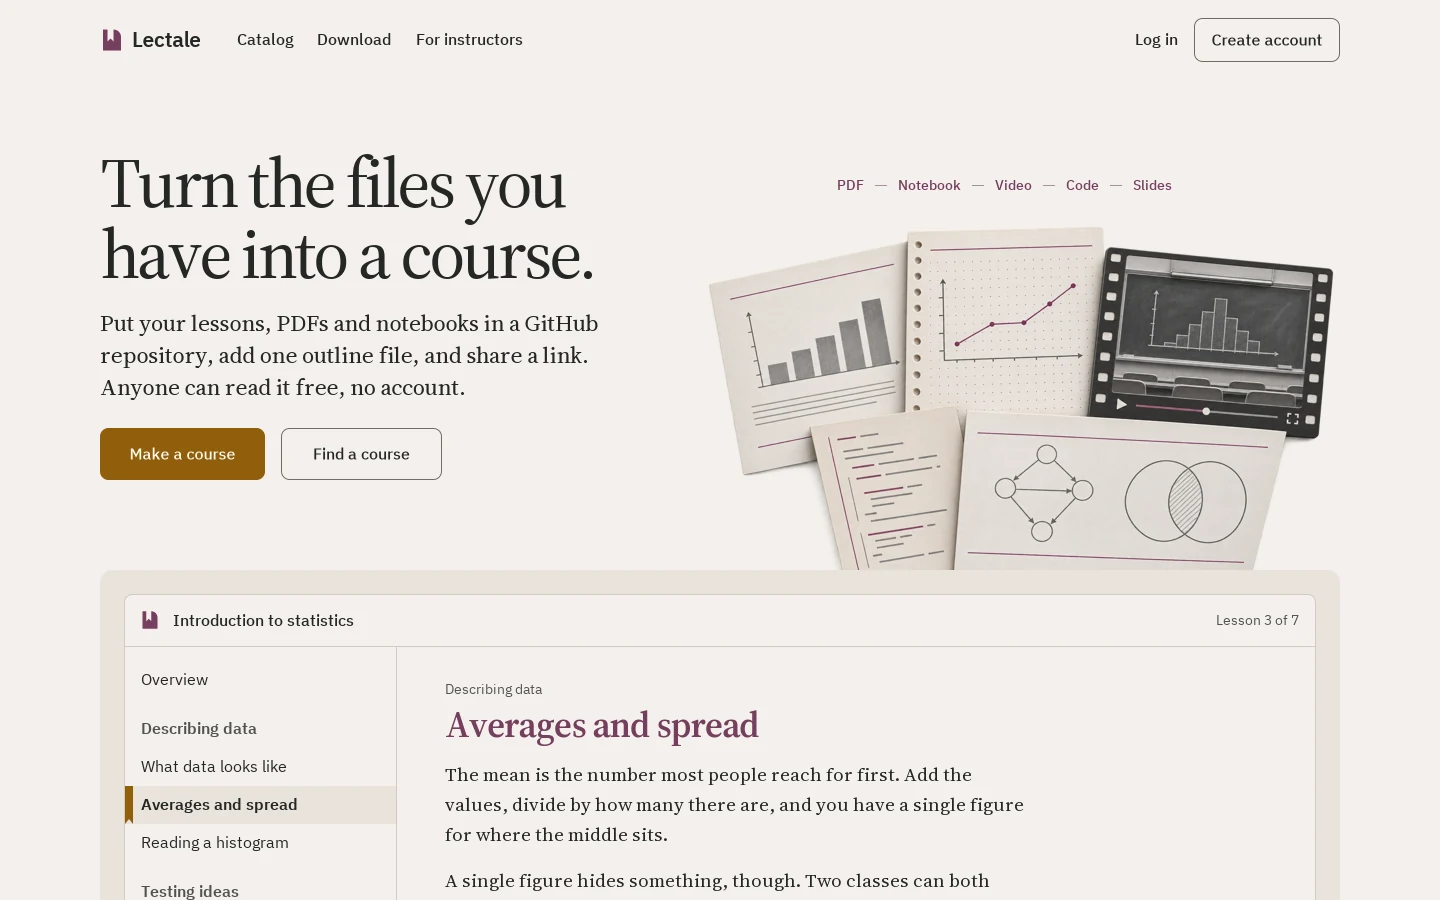 Lectale
Catalog
Download
For instructors
Log in
Create account
Turn the files you
have into a course.
Put your lessons, PDFs and notebooks in a GitHub
repository, add one outline file, and share a link.
Anyone can read it free, no account.
Make a course
Find a course
PDF — Notebook — Video — Code — Slides
Introduction to statistics
Lesson 3 of 7
Overview
Describing data
What data looks like
Averages and spread
Reading a histogram
Testing ideas
Describing data
Averages and spread
The mean is the number most people reach for first. Add the
values, divide by how many there are, and you have a single figure
for where the middle sits.
A single figure hides something, though. Two classes can both